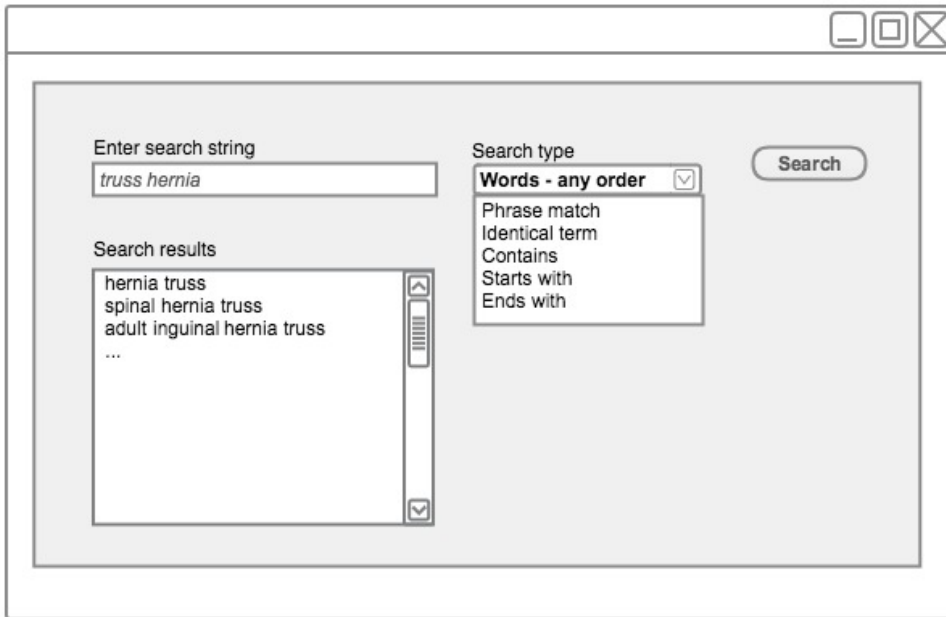 Enter search string
truss hernia
Search type
Words - any order
Search
Phrase match
Identical term
Contains
Starts with
Ends with
Search results
hernia truss
spinal hernia truss
adult inguinal hernia truss
...